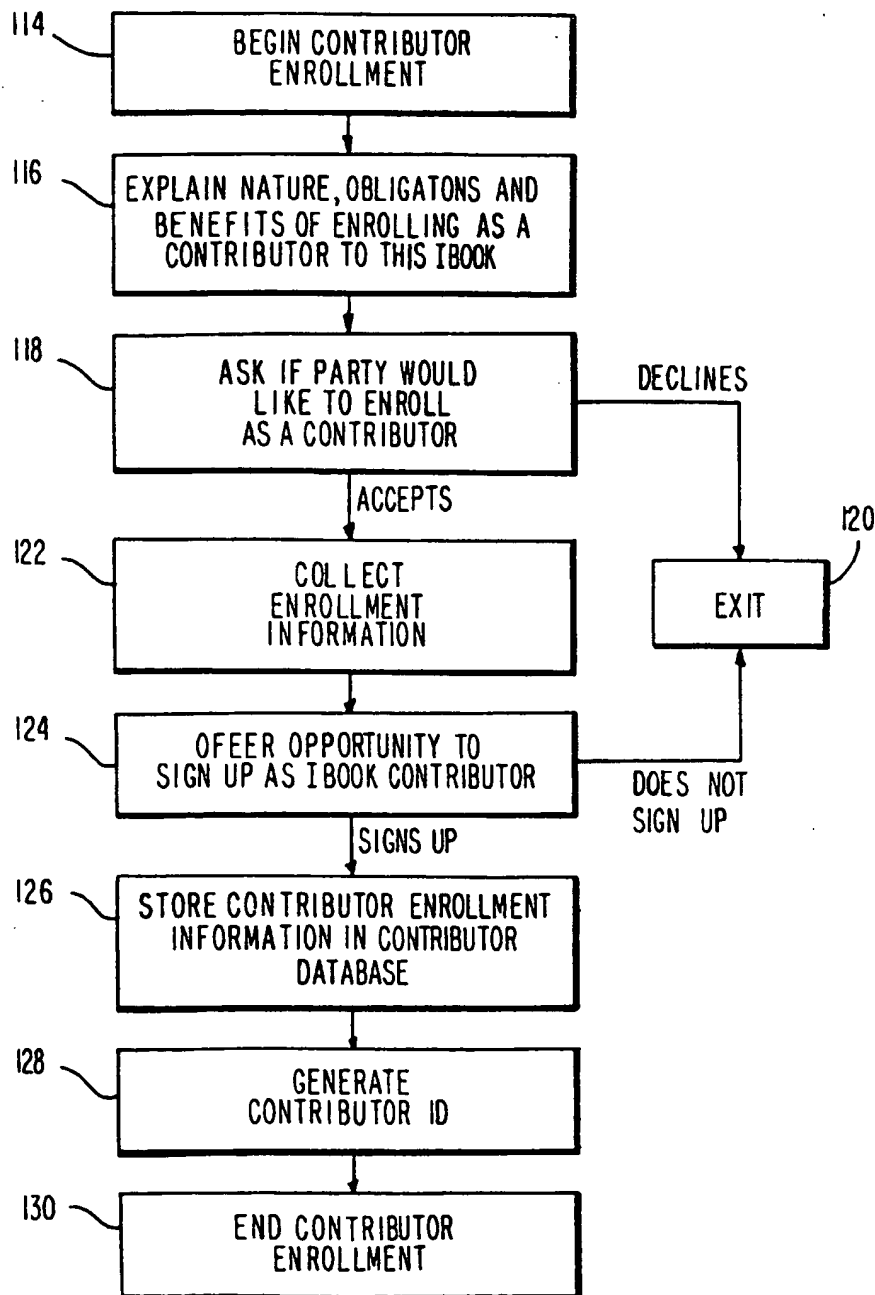 114
BEGIN CONTRIBUTOR
ENROLLMENT
116
EXPLAIN NATURE, OBLIGATONS AND
BENEFITS OF ENROLLING AS A
CONTRIBUTOR TO THIS IBOOK
118
ASK IF PARTY WOULD
LIKE TO ENROLL
AS A CONTRIBUTOR
DECLINES
ACCEPTS
120
EXIT
122
COLLECT
ENROLLMENT
INFORMATION
124
OFEER OPPORTUNITY TO
SIGN UP AS IBOOK CONTRIBUTOR
DOES NOT
SIGN UP
SIGNS UP
126
STORE CONTRIBUTOR ENROLLMENT
INFORMATION IN CONTRIBUTOR
DATABASE
128
GENERATE
CONTRIBUTOR ID
130
END CONTRIBUTOR
ENROLLMENT